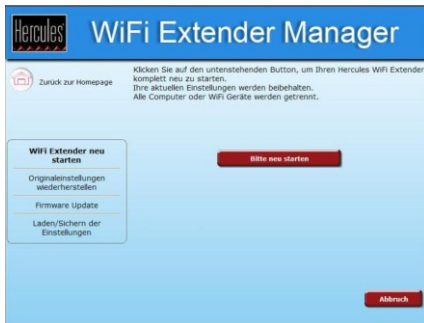 Hercules
WiFi Extender Manager
Zurück zur Homepage
Klicken Sie auf den untenstehenden Button, um Ihren Hercules WiFi Extender
komplett neu zu starten.
Ihre aktuellen Einstellungen werden beibehalten.
Alle Computer oder WiFi Geräte werden getrennt.
WiFi Extender neu
starten
Originaleinstellungen
wiederherstellen
Firmware Update
Laden/Sichern der
Einstellungen
Bitte neu starten
Abbruch